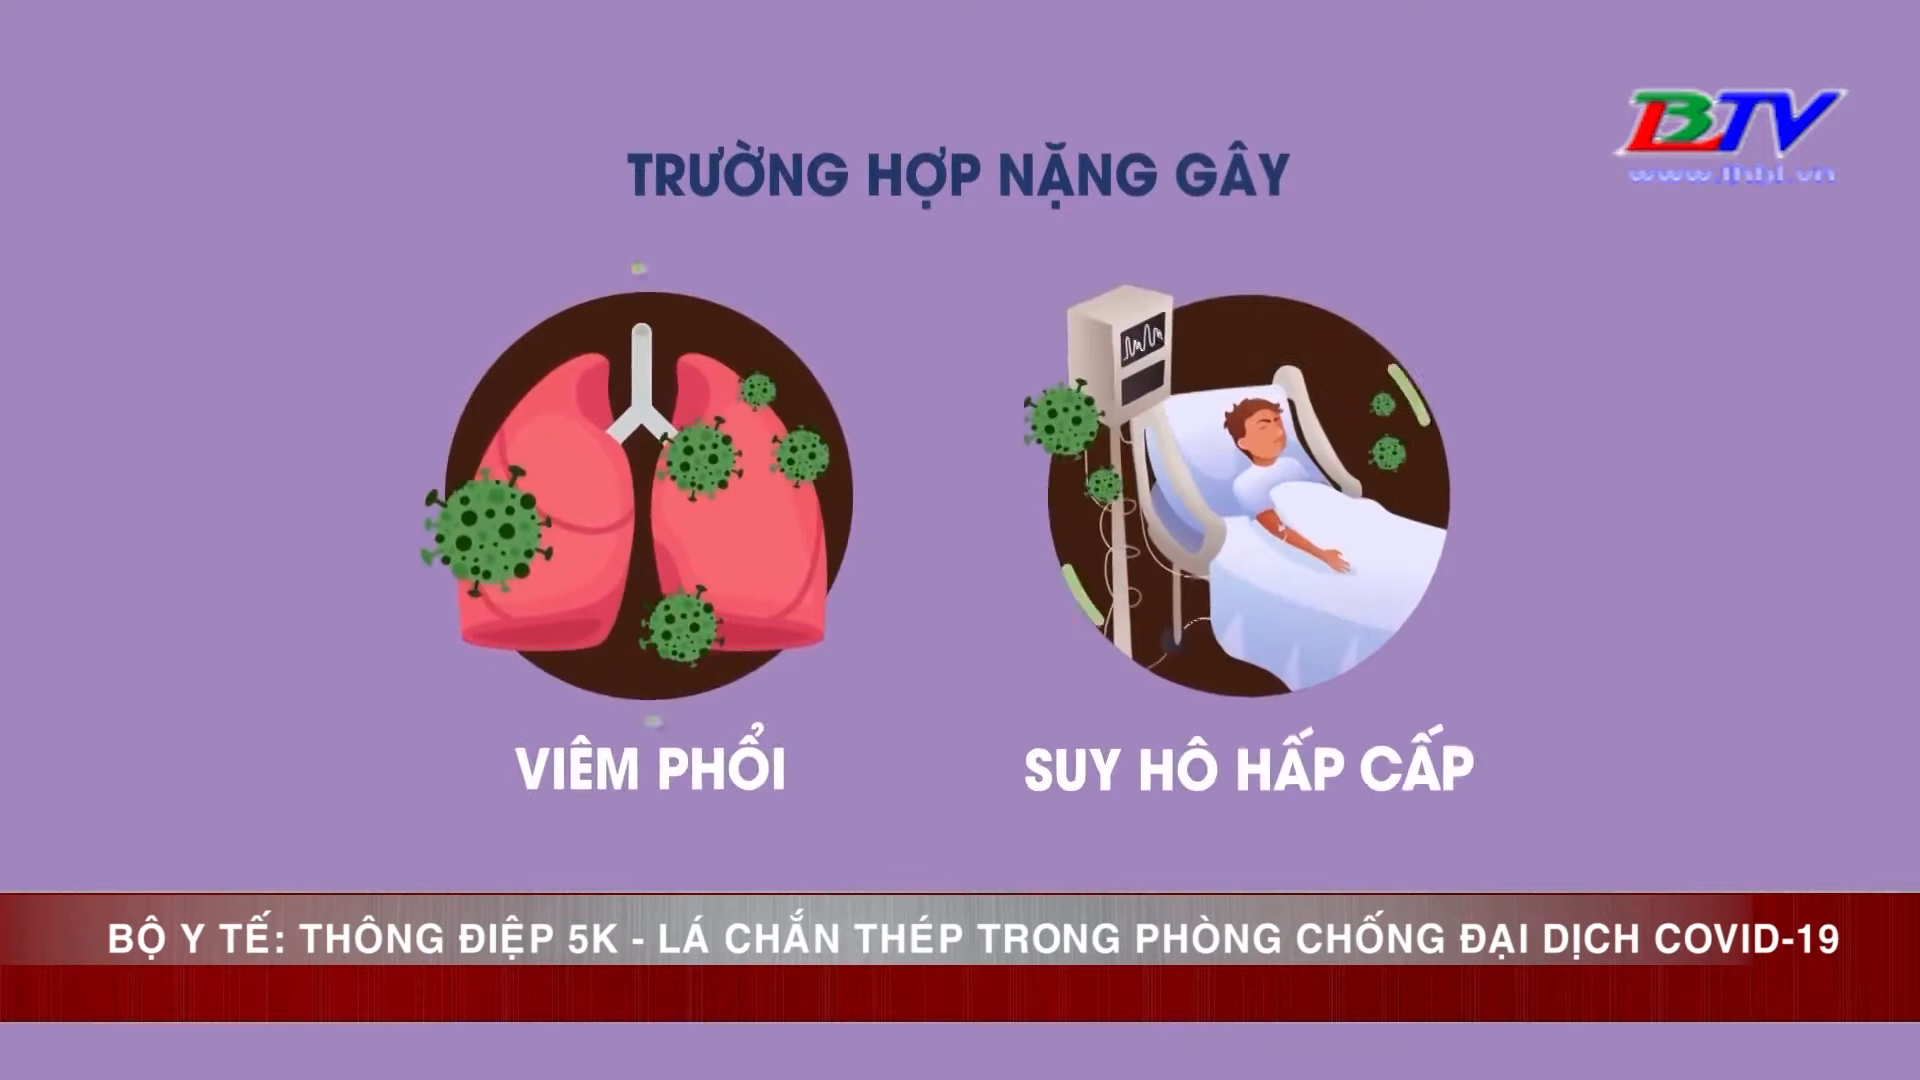 BTV
TRƯỜNG HỢP NẶNG GÂY
VIÊM PHỔI
SUY HÔ HẤP CẤP
BỘ Y TẾ: THÔNG ĐIỆP 5K - LÁ CHẮN THÉP TRONG PHÒNG CHỐNG ĐẠI DỊCH COVID-19